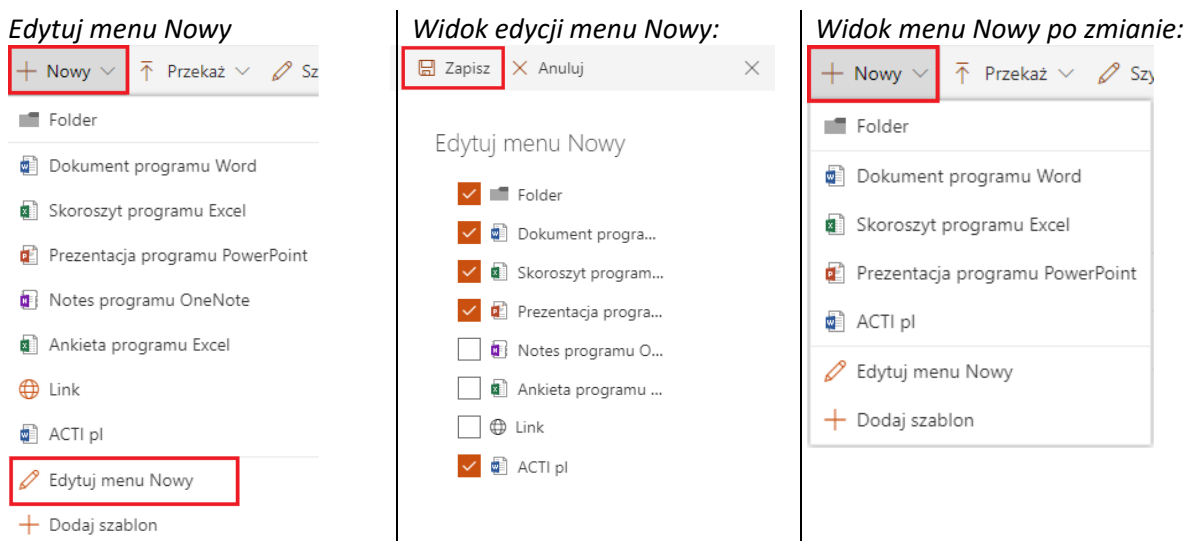 Edytuj menu Nowy
Nowy
Przekaż
Sz
Folder
Dokument programu Word
Skoroszyt programu Excel
Prezentacja programu PowerPoint
Notes programu OneNote
Ankieta programu Excel
Link
ACTI pl
Edytuj menu Nowy
Dodaj szablon
Widok edycji menu Nowy:
Zapisz
Anuluj
Edytuj menu Nowy
Folder
Dokument progra...
Skoroszyt program...
Prezentacja progra...
Notes programu O...
Ankieta programu ...
Link
ACTI pl
Widok menu Nowy po zmianie:
Nowy
Przekaż
Szy
Folder
Dokument programu Word
Skoroszyt programu Excel
Prezentacja programu PowerPoint
ACTI pl
Edytuj menu Nowy
Dodaj szablon